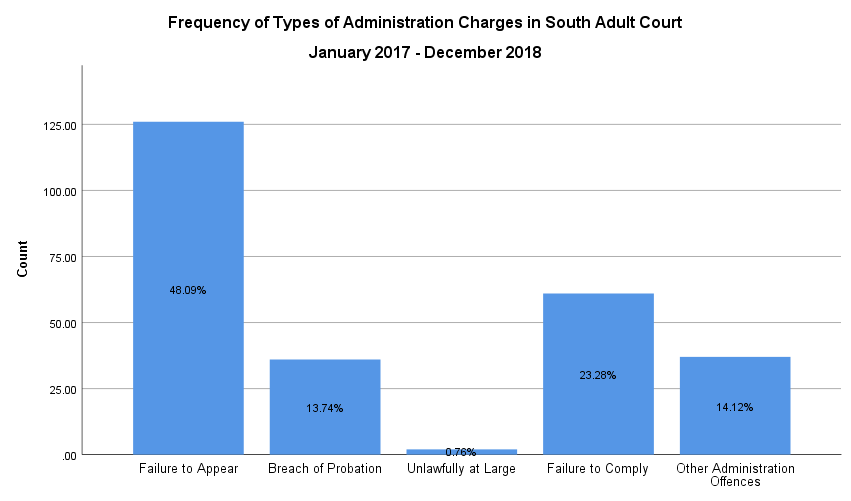 Frequency of Types of Administration Charges in South Adult Court
January 2017 - December 2018
Count
125.00
100.00
75.00
50.00
25.00
.00
48.09%
13.74%
0.76%
23.28%
14.12%
Failure to Appear
Breach of Probation
Unlawfully at Large
Failure to Comply
Other Administration
Offences